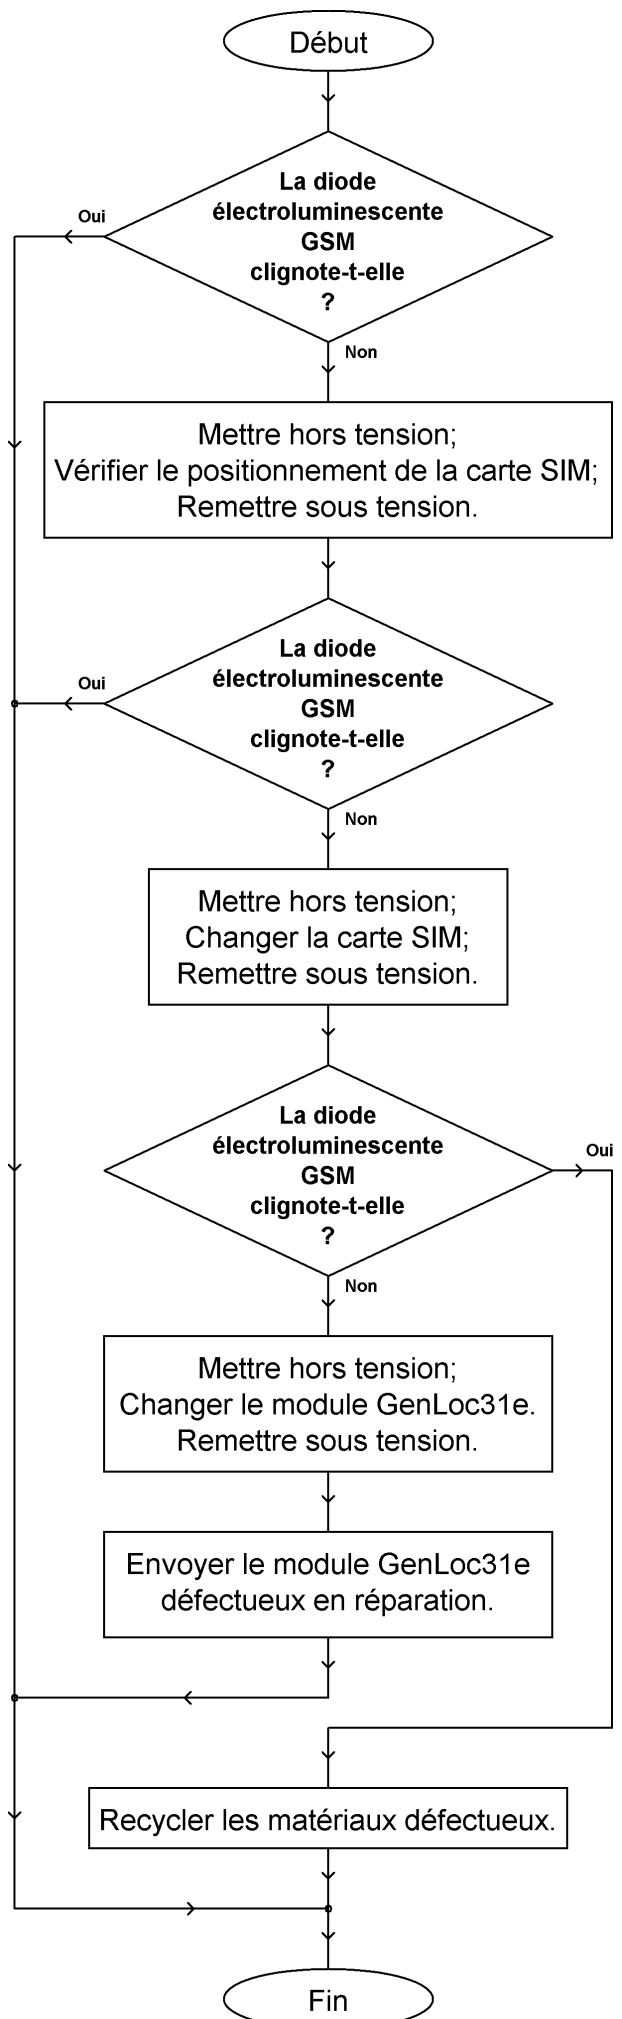 Début
La diode
électroluminescente
GSM
clignote-t-elle
?
Oui
Non
Mettre hors tension;
Vérifier le positionnement de la carte SIM;
Remettre sous tension.
La diode
électroluminescente
GSM
clignote-t-elle
?
Oui
Non
Mettre hors tension;
Changer la carte SIM;
Remettre sous tension.
La diode
électroluminescente
GSM
clignote-t-elle
?
Oui
Non
Mettre hors tension;
Changer le module GenLoc31e.
Remettre sous tension.
Envoyer le module GenLoc31e
défectueux en réparation.
Recycler les matériaux défectueux.
Fin